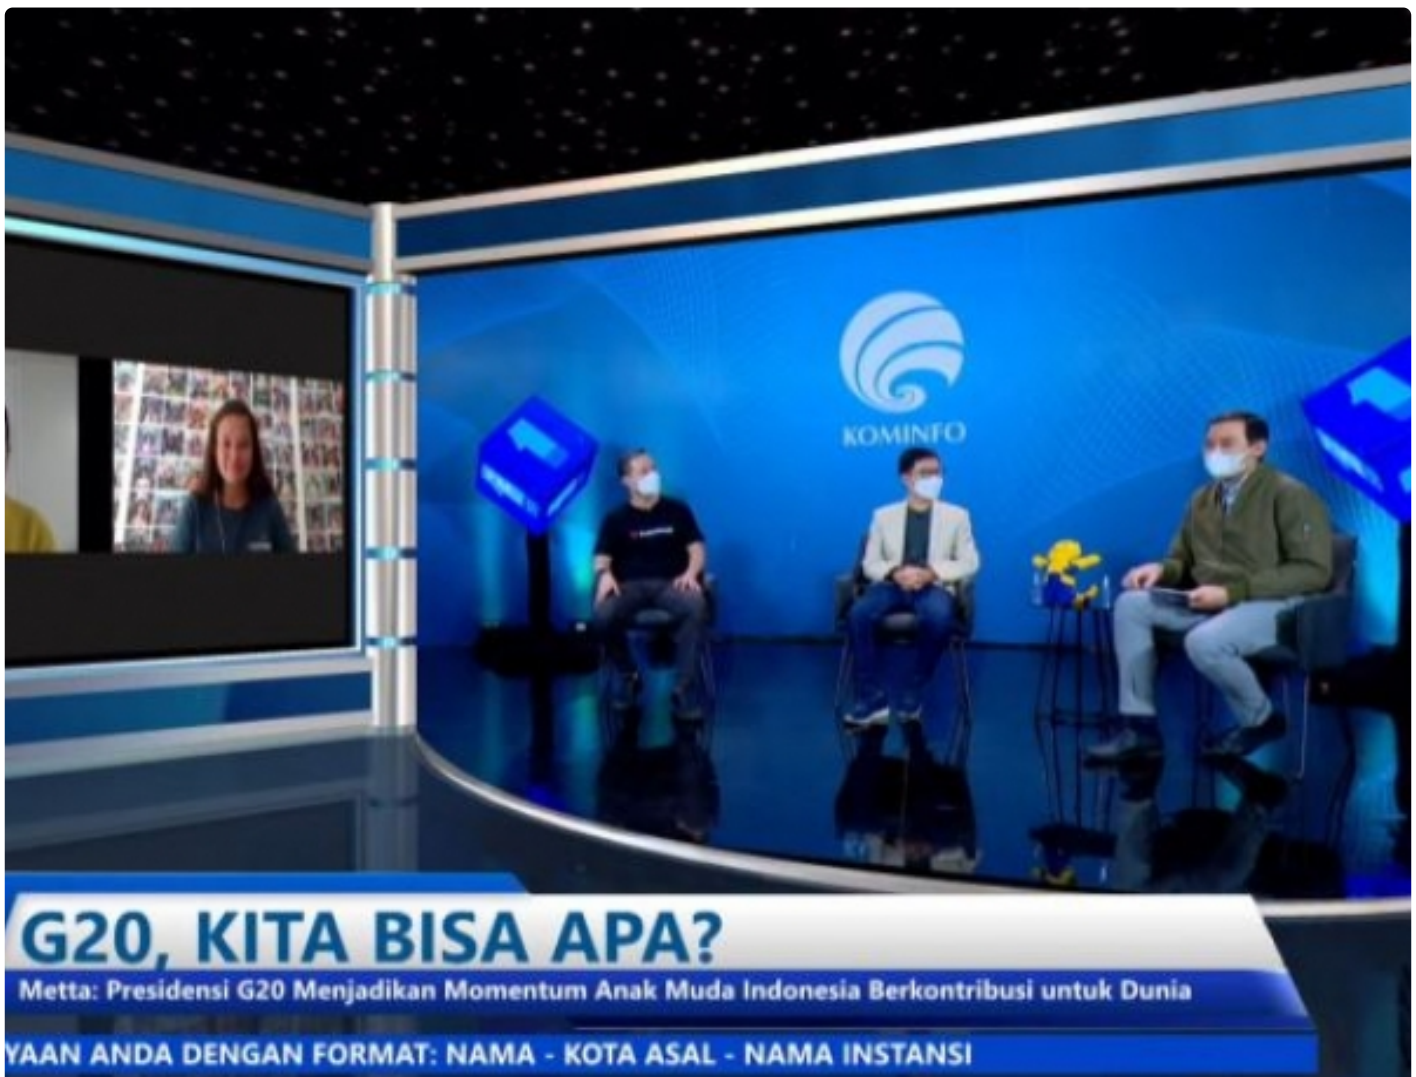 KOMINFO
G20, KITA BISA APA?
Metta: Presidensi G20 Menjadikan Momentum Anak Muda Indonesia Berkontribusi untuk Dunia
YAAN ANDA DENGAN FORMAT: NAMA - KOTA ASAL - NAMA INSTANSI